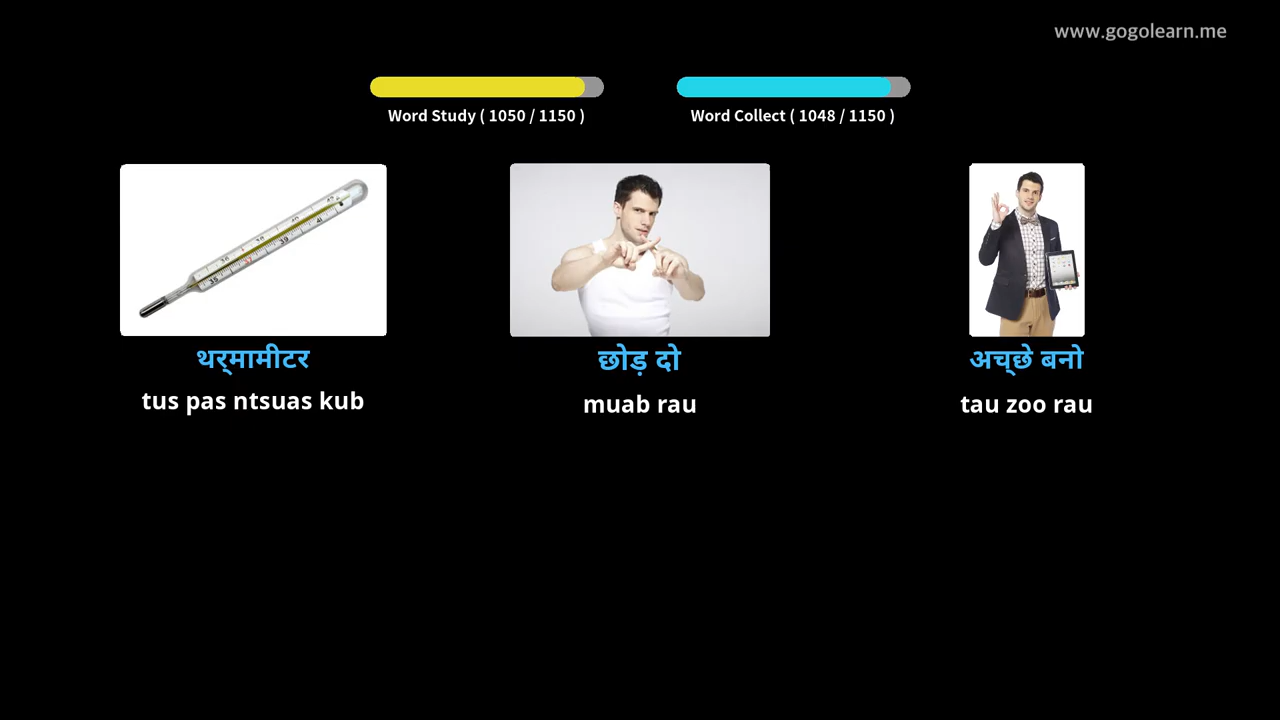 www.gogolearn.me
Word Study ( 1050 / 1150 )
Word Collect ( 1048 / 1150 )
थर्‌मामीटर
tus pas ntsuas kub
छोड़ दो
muab rau
अच्‌छे बनो
tau zoo rau